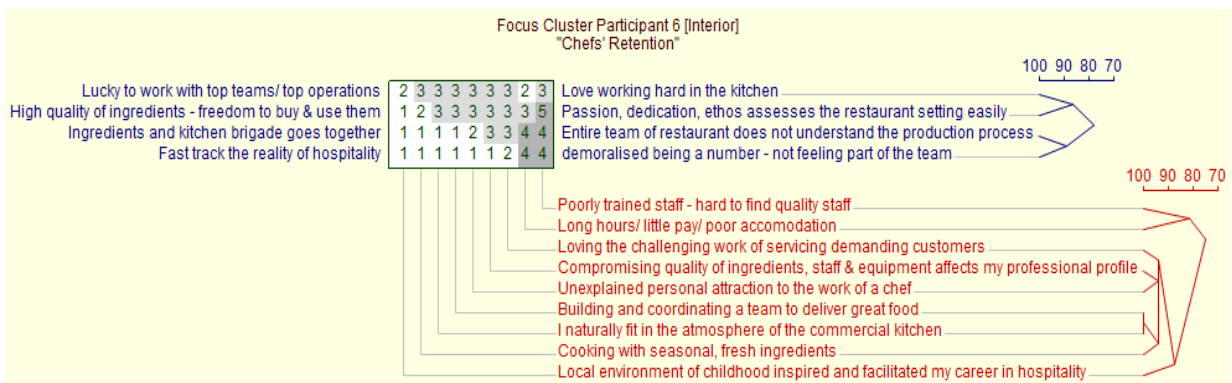 Focus Cluster Participant 6 [Interior]
"Chefs' Retention"
100 90 80 70
Lucky to work with top teams/ top operations 2 3 3 3 3 3 3 2 3 Love working hard in the kitchen
High quality of ingredients - freedom to buy & use them 1 2 3 3 3 3 3 3 5 Passion, dedication, ethos assesses the restaurant setting easily
Ingredients and kitchen brigade goes together 1 1 1 1 2 3 3 4 4 Entire team of restaurant does not understand the production process
Fast track the reality of hospitality 1 1 1 1 1 1 2 4 4 demoralised being a number - not feeling part of the team
100 90 80 70
Poorly trained staff - hard to find quality staff
Long hours/ little pay/ poor accomodation
Loving the challenging work of servicing demanding customers
Compromising quality of ingredients, staff & equipment affects my professional profile
Unexplained personal attraction to the work of a chef
Building and coordinating a team to deliver great food
I naturally fit in the atmosphere of the commercial kitchen
Cooking with seasonal, fresh ingredients
Local environment of childhood inspired and facilitated my career in hospitality